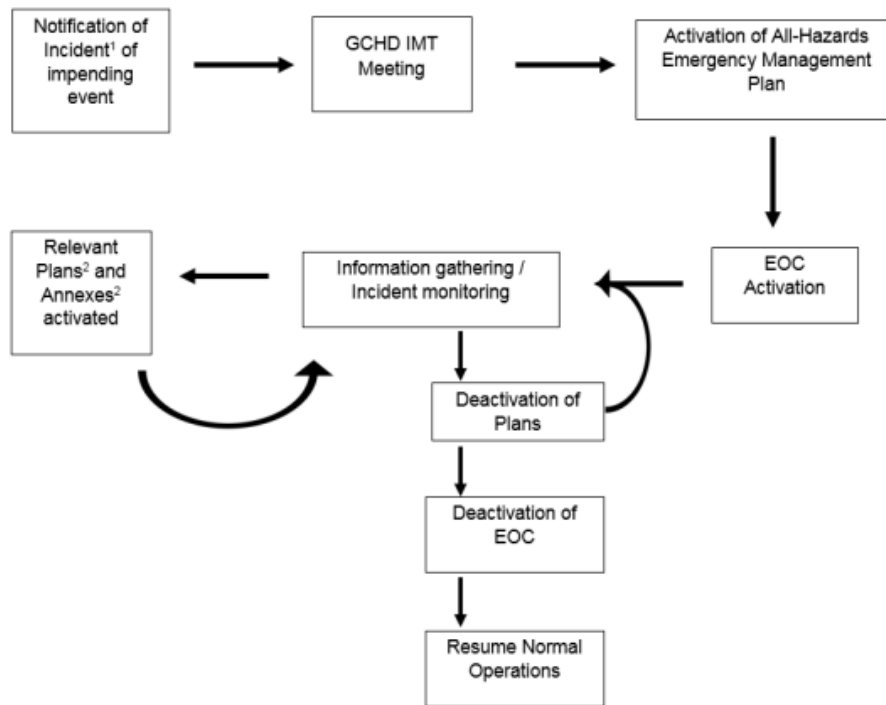 Notification of
Incident¹ of
impending
event
GCHD IMT
Meeting
Activation of All-Hazards
Emergency Management
Plan
Relevant
Plans² and
Annexes²
activated
Information gathering /
Incident monitoring
EOC
Activation
Deactivation of
Plans
Deactivation of
EOC
Resume Normal
Operations